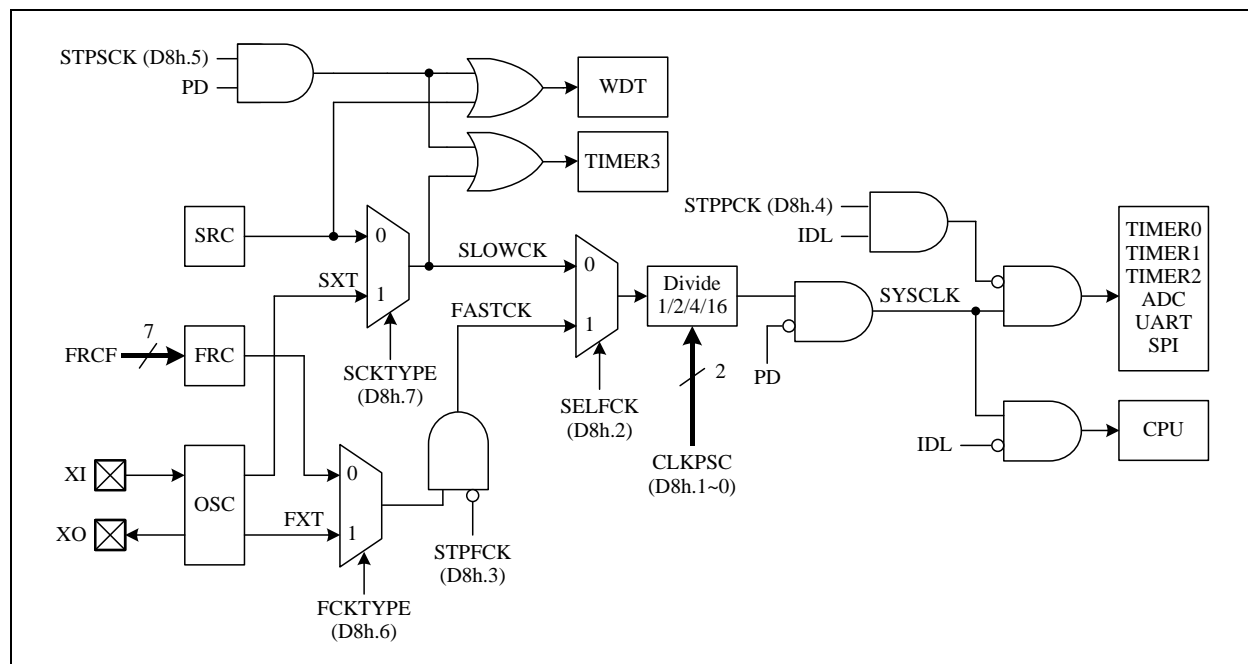 STPSCK (D8h.5)
PD
WDT
TIMER3
STPPCK (D8h.4)
IDL
TIMER0
TIMER1
TIMER2
ADC
UART
SPI
SRC
0
SXT
1
SLOWCK
FASTCK
0
1
Divide
1/2/4/16
SYSCLK
FRCF
7
FRC
SCKTYPE
(D8h.7)
SELFCK
(D8h.2)
2
PD
CLKPSC
(D8h.1~0)
IDL
CPU
XI
XO
OSC
0
FXT
1
STPFCK
(D8h.3)
FCKTYPE
(D8h.6)